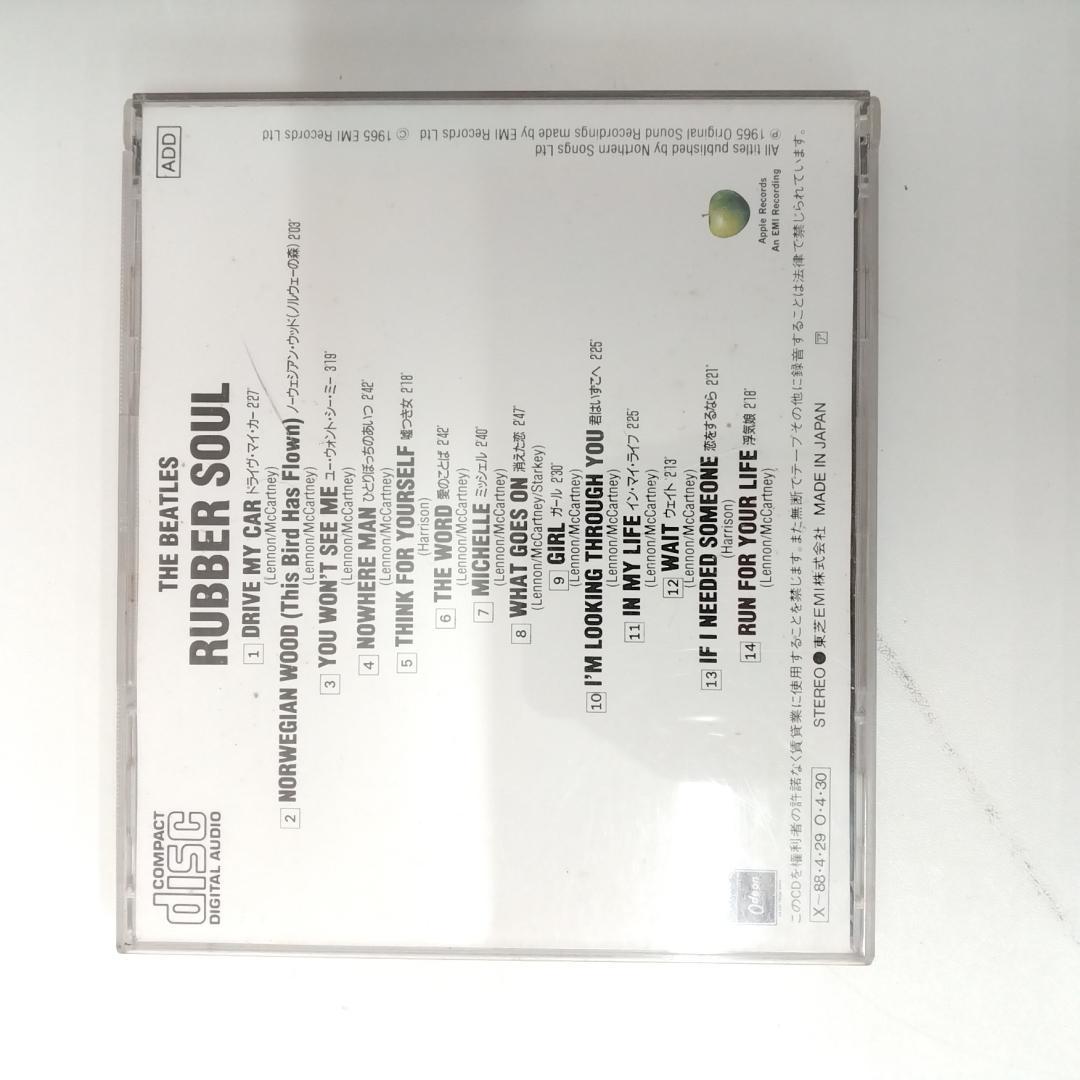 COMPACT
disc
DIGITAL AUDIO
THE BEATLES
RUBBER SOUL
ADD
1 DRIVE MY CAR ドライヴ・マイ・カー 2'27"
(Lennon/McCartney)
2 NORWEGIAN WOOD (This Bird Has Flown) ノーウェジアン・ウッド(ノルウェーの森) 2'03"
(Lennon/McCartney)
3 YOU WON'T SEE ME ユー・ウォント・シー・ミー 3'19"
(Lennon/McCartney)
4 NOWHERE MAN ひとりぼっちのあいつ 2'42"
(Lennon/McCartney)
5 THINK FOR YOURSELF 嘘つき女 2'18"
(Harrison)
6 THE WORD 愛のことば 2'42"
(Lennon/McCartney)
7 MICHELLE ミッシェル 2'40"
(Lennon/McCartney)
8 WHAT GOES ON 消えた恋 2'47"
(Lennon/McCartney/Starkey)
9 GIRL ガール 2'30"
(Lennon/McCartney)
10 I'M LOOKING THROUGH YOU 君はいずこへ 2'25"
(Lennon/McCartney)
11 IN MY LIFE イン・マイ・ライフ 2'25"
(Lennon/McCartney)
12 WAIT ウェイト 2'13"
(Lennon/McCartney)
13 IF I NEEDED SOMEONE 恋をするなら 2'21"
(Harrison)
14 RUN FOR YOUR LIFE 浮気娘 2'18"
(Lennon/McCartney)
All titles published by Northern Songs Ltd
℗ 1965 Original Sound Recordings made by EMI Records Ltd © 1965 EMI Records Ltd
Odeon
Apple Records
An EMI Recording
このCDを権利者の許諾なく賃貸業に使用することを禁じます。また無断でテープその他に録音することは法律で禁じられています。
X-88・4・29 O・4・30
STEREO●東芝EMI株式会社 MADE IN JAPAN ア